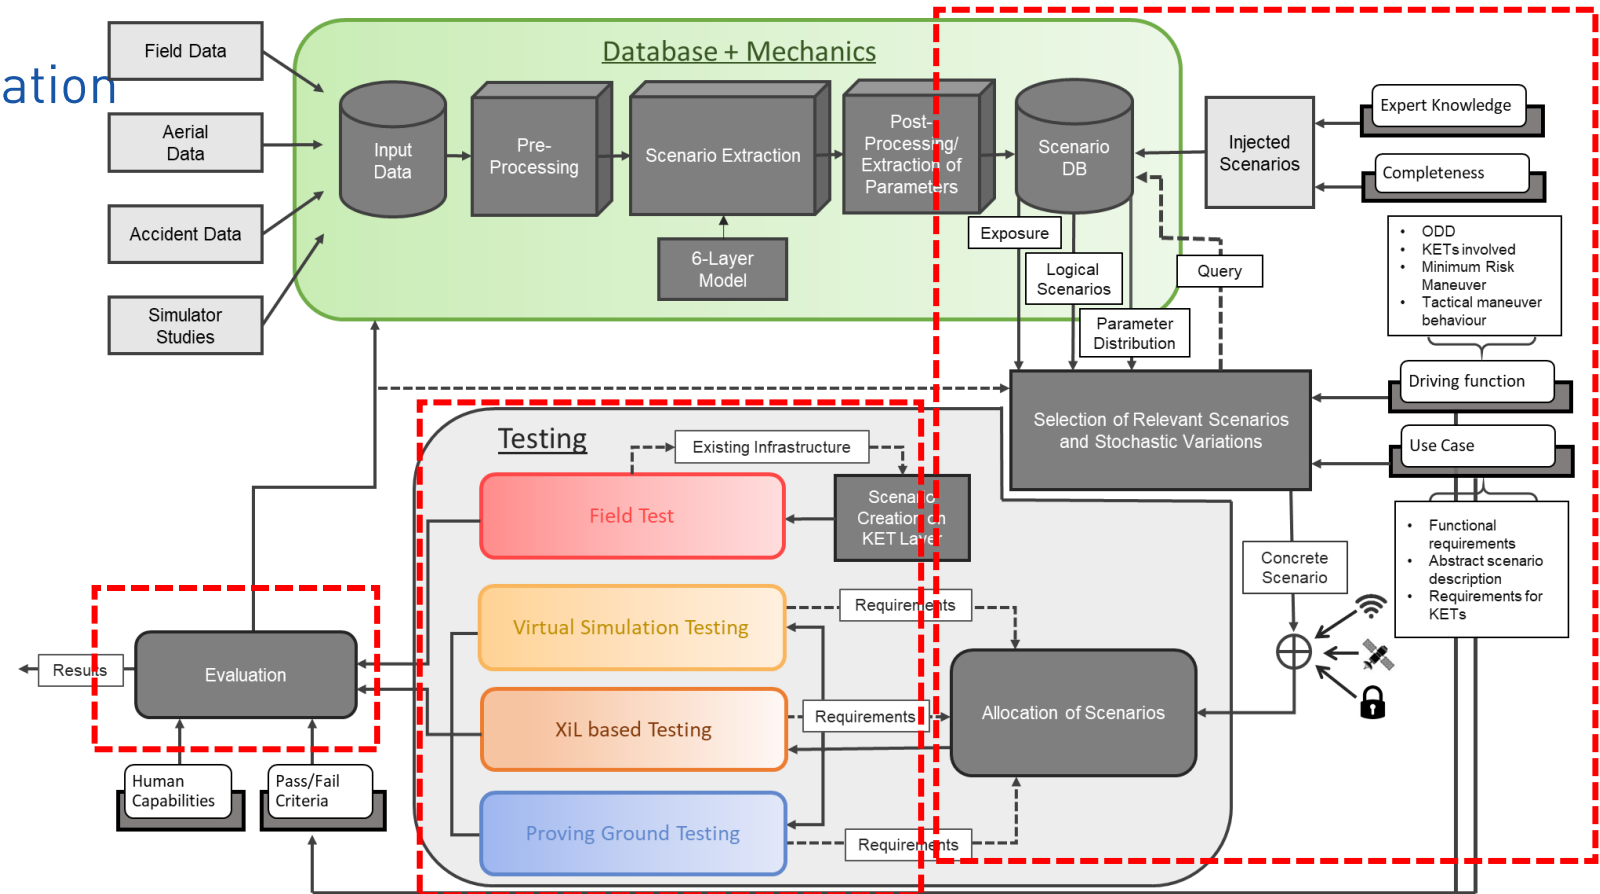 ation
Field Data
Aerial
Data
Accident Data
Simulator
Studies
Database + Mechanics
Input
Data
Pre-
Processing
Scenario Extraction
6-Layer
Model
Post-
Processing/
Extraction of
Parameters
Scenario
DB
Injected
Scenarios
Expert Knowledge
Completeness
Exposure
Logical
Scenarios
Parameter
Distribution
Query
• ODD
• KETs involved
• Minimum Risk
Maneuver
• Tactical maneuver
behaviour
Driving function
Use Case
• Functional
requirements
• Abstract scenario
description
• Requirements for
KETs
Selection of Relevant Scenarios
and Stochastic Variations
Concrete
Scenario
Testing
Existing Infrastructure
Field Test
Scenario
Creation on
KET Layer
Virtual Simulation Testing
Requirements
XiL based Testing
Requirements
Allocation of Scenarios
Proving Ground Testing
Requirements
Results
Evaluation
Human
Capabilities
Pass/Fail
Criteria